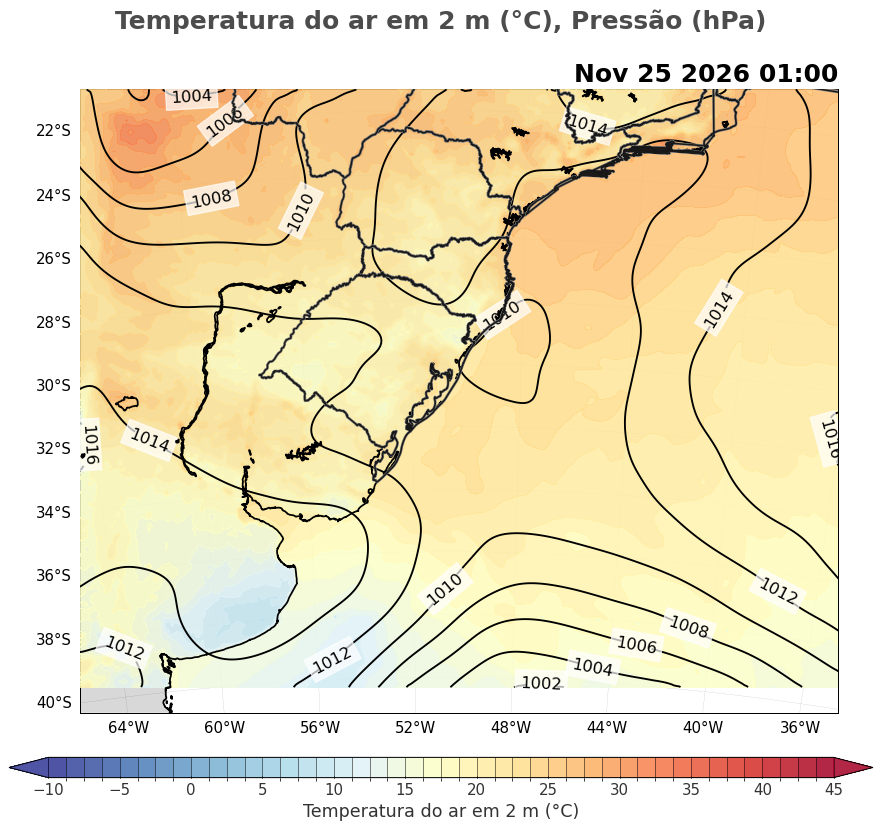 Temperatura do ar em 2 m (°C), Pressão (hPa)
Nov 25 2026 01:00
1004
1006
1014
22°S
24°S
1008
1010
26°S
28°S
1010
1014
30°S
1016
1014
1016
32°S
34°S
36°S
1010
1012
38°S
1012
1012
1008
1006
1004
1002
40°S
64°W 60°W 56°W 52°W 48°W 44°W 40°W 36°W
−10 −5 0 5 10 15 20 25 30 35 40 45
Temperatura do ar em 2 m (°C)